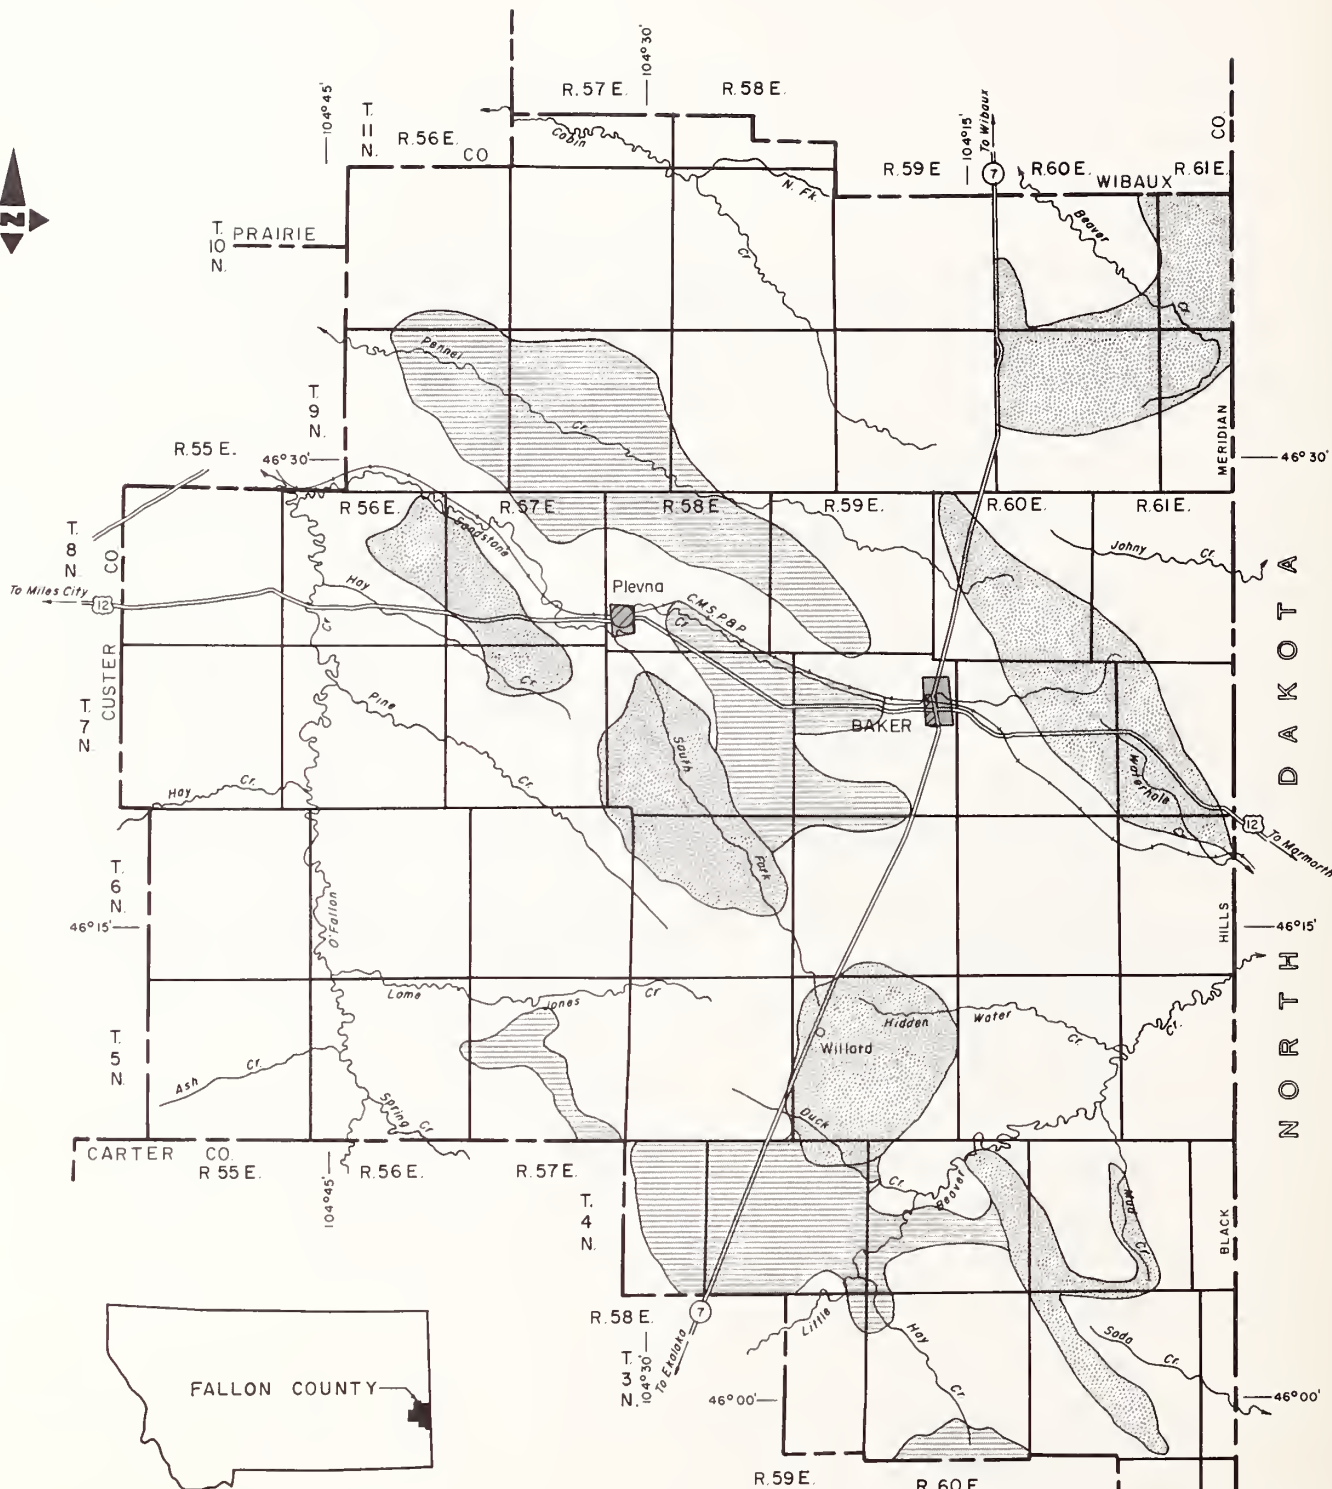 104°30'
R.57 E.
R.58 E.
104°45'
T.
11
N.
R.56 E.
CO.
Cabin
N. Fk.
Cr
104°15'
To Wibaux
7
R.59 E
R.60 E.
R.61 E.
WIBAUX
CO.
N
T.
10
N.
PRAIRIE
Beaver
Cr.
Pennel
Cr.
T.
9
N.
MERIDIAN
R.55 E.
46°30'
46°30'
R.56 E.
R.57 E.
R.58 E.
R.59 E.
R.60 E.
R.61 E.
T.
8
N.
CO
Sandstone
Johny
Cr.
To Miles City
12
Hay
Plevna
C.M.S.P.&P
Cr
Cr
Cr.
CUSTER
T.
7
N.
Pine
South
BAKER
Waterhole
Cr
Hay
Cr.
Cr.
12
To Marmarth
T.
6
N.
Fork
46°15'
O'Fallon
HILLS
46°15'
NORTH DAKOTA
Lame
Jones
Cr
T.
5
N.
Hidden
Water
Cr
Cr.
Willard
Ash
Cr.
Spring
Cr
Duck
CARTER CO.
R 55 E.
R.56 E.
R.57 E.
104°45'
Cr.
Beaver
Mud
Cr
T.
4
N.
BLACK
R.58 E.
7
Little
Hay
Cr
Soda
Cr.
T.
3
N.
104°30'
To Ekalaka
46°00'
46°00'
FALLON COUNTY
R.59 E.
R.60 E